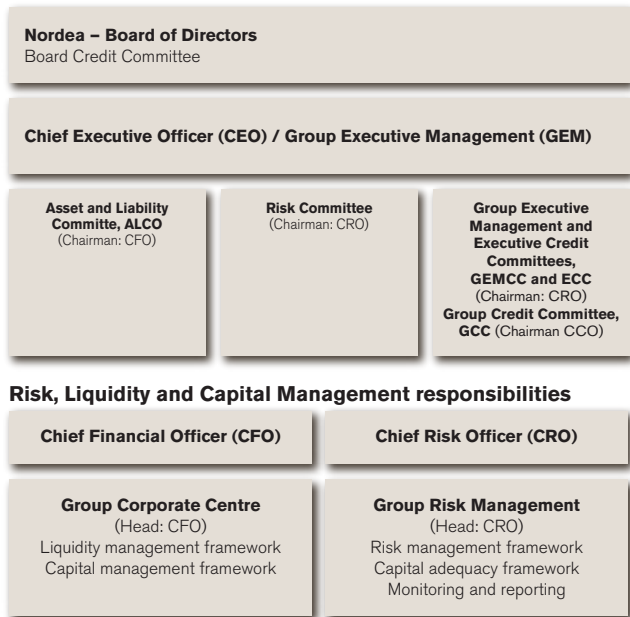 Nordea – Board of Directors
Board Credit Committee
Chief Executive Officer (CEO) / Group Executive Management (GEM)
Asset and Liability
Committe, ALCO
(Chairman: CFO)
Risk Committee
(Chairman: CRO)
Group Executive
Management and
Executive Credit
Committees,
GEMCC and ECC
(Chairman: CRO)
Group Credit Committee,
GCC (Chairman CCO)
Risk, Liquidity and Capital Management responsibilities
Chief Financial Officer (CFO)
Chief Risk Officer (CRO)
Group Corporate Centre
(Head: CFO)
Liquidity management framework
Capital management framework
Group Risk Management
(Head: CRO)
Risk management framework
Capital adequacy framework
Monitoring and reporting